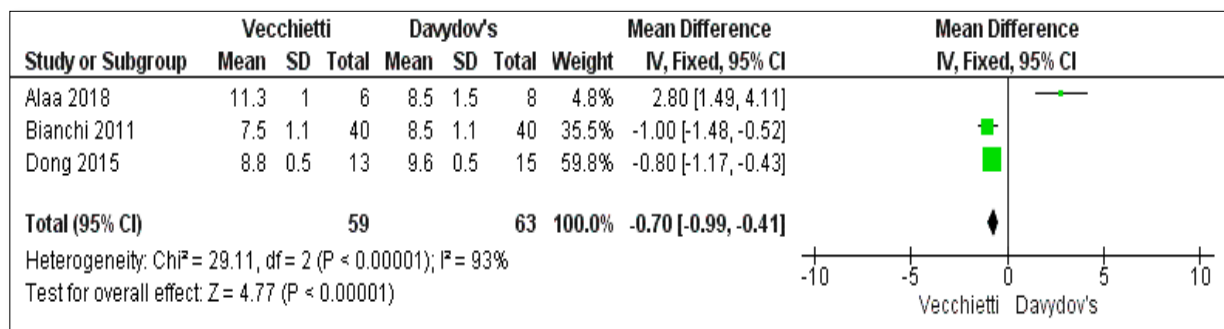 Vecchietti Davydov's Mean Difference Mean Difference
Study or Subgroup Mean SD Total Mean SD Total Weight IV, Fixed, 95% CI IV, Fixed, 95% CI
Alaa 2018 11.3 1 6 8.5 1.5 8 4.8% 2.80 [1.49, 4.11]
Bianchi 2011 7.5 1.1 40 8.5 1.1 40 35.5% -1.00 [-1.48, -0.52]
Dong 2015 8.8 0.5 13 9.6 0.5 15 59.8% -0.80 [-1.17, -0.43]
Total (95% CI) 59 63 100.0% -0.70 [-0.99, -0.41]
Heterogeneity: Chi² = 29.11, df = 2 (P < 0.00001); I² = 93%
Test for overall effect: Z = 4.77 (P < 0.00001)
-10 -5 0 5 10
Vecchietti Davydov's